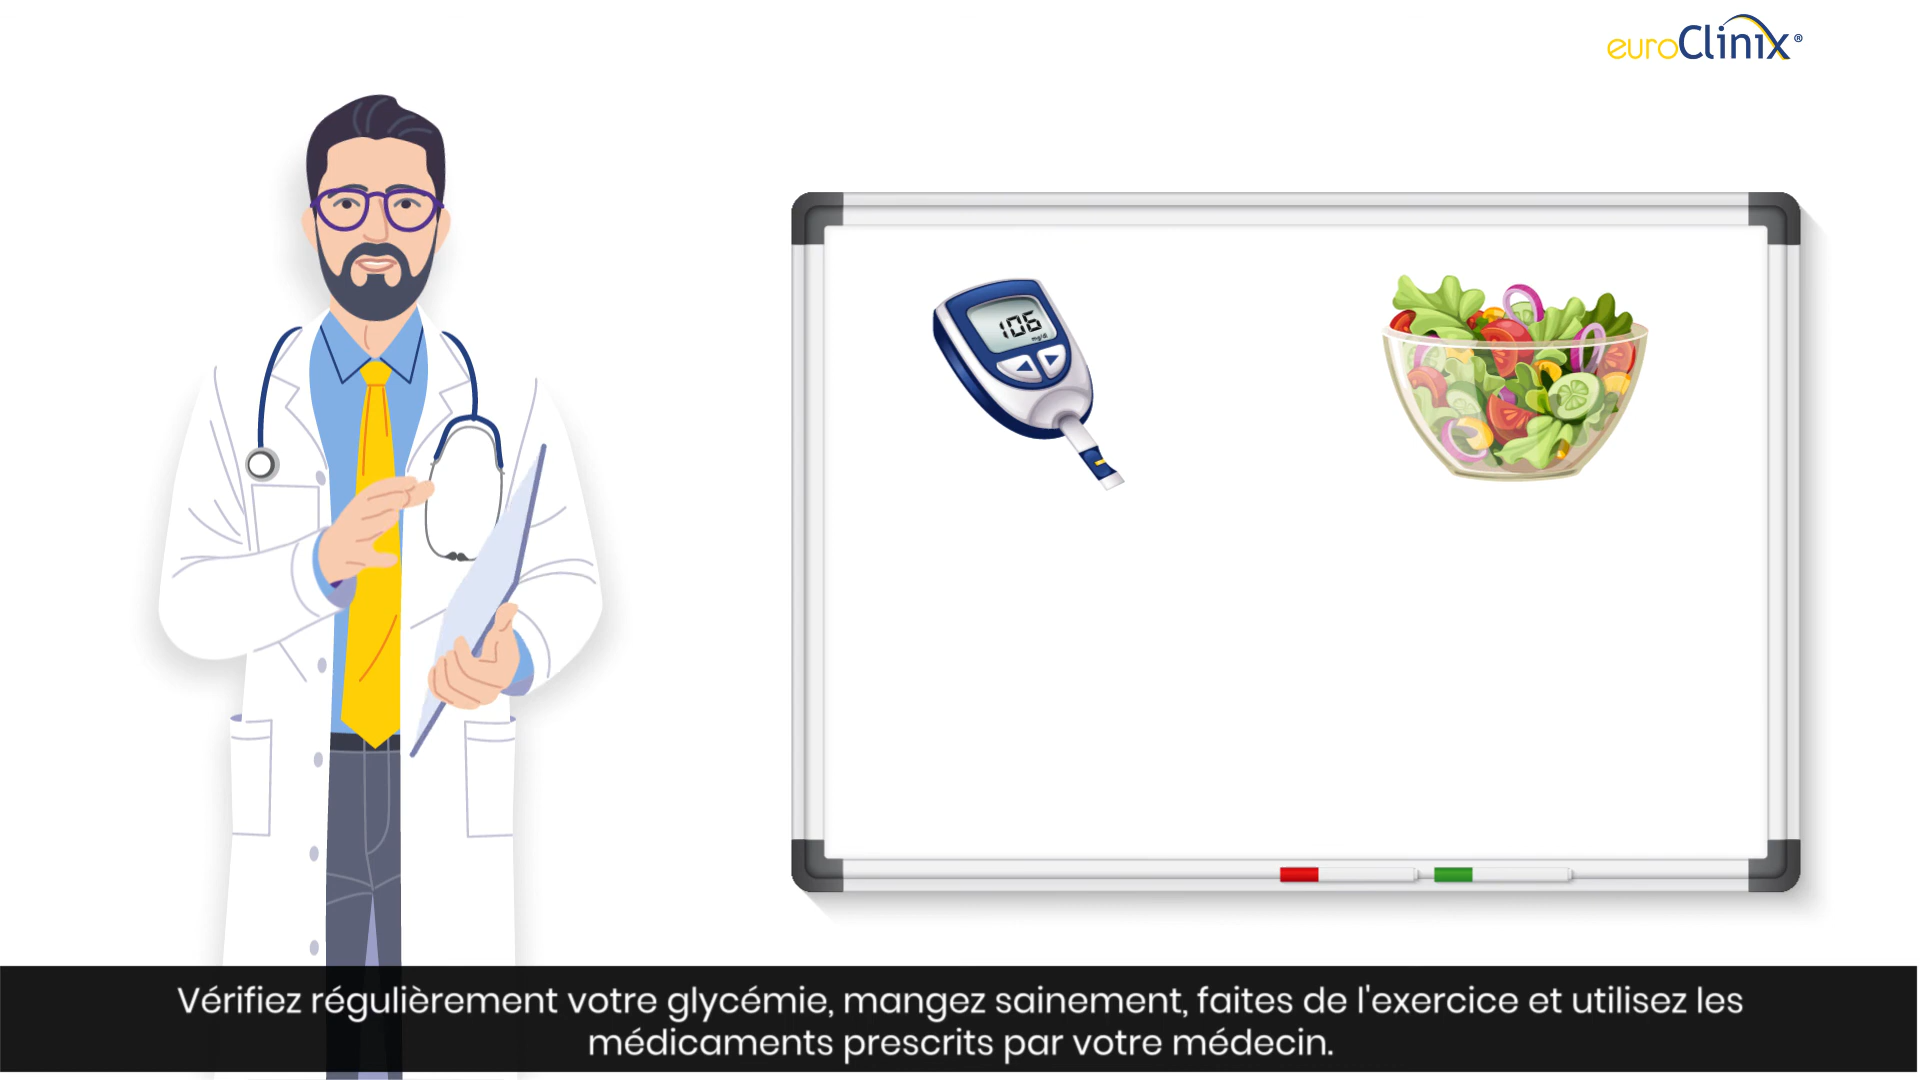 euroClinix®
106
mg/dl
Vérifiez régulièrement votre glycémie, mangez sainement, faites de l'exercice et utilisez les
médicaments prescrits par votre médecin.